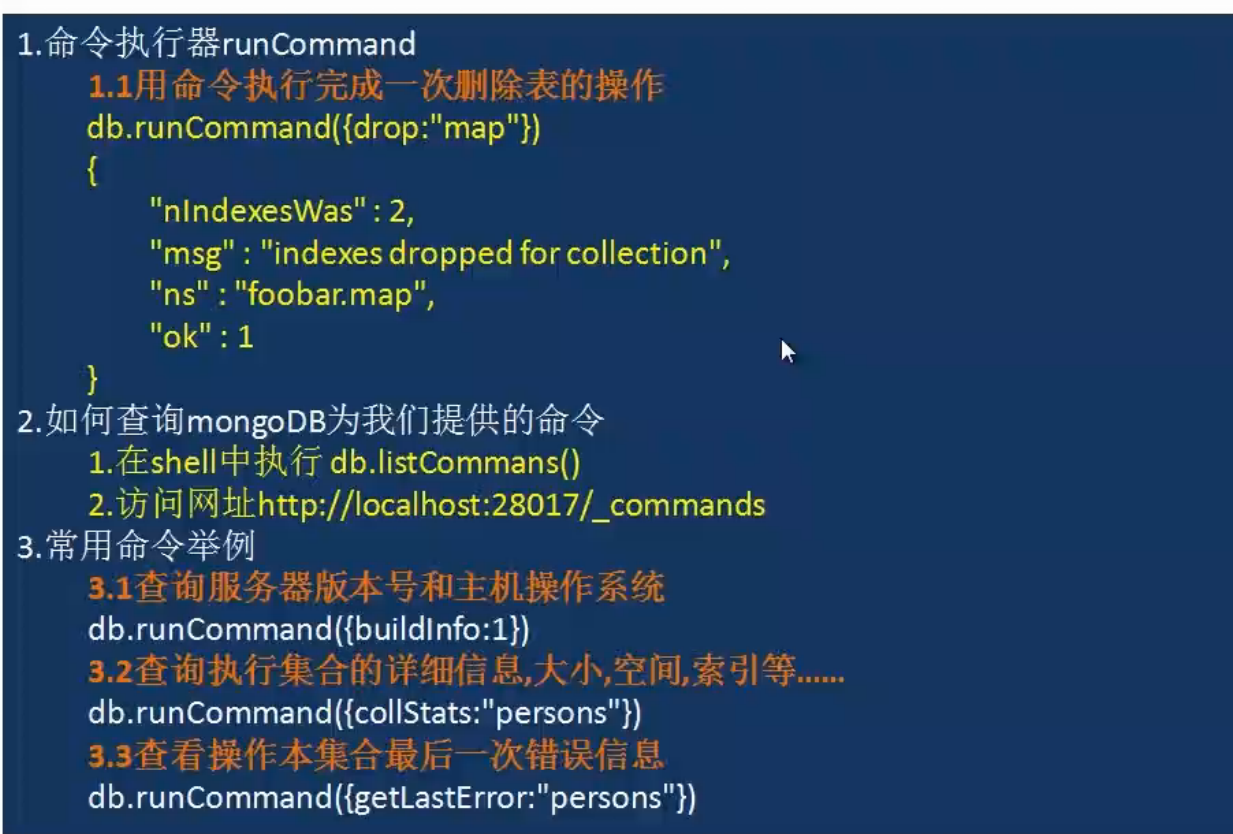 1.命令执行器runCommand
1.1用命令执行完成一次删除表的操作
db.runCommand({drop:"map"})
{
"nIndexesWas" : 2,
"msg" : "indexes dropped for collection",
"ns" : "foobar.map",
"ok" : 1
}
2.如何查询mongoDB为我们提供的命令
1.在shell中执行 db.listCommans()
2.访问网址http://localhost:28017/_commands
3.常用命令举例
3.1查询服务器版本号和主机操作系统
db.runCommand({buildInfo:1})
3.2查询执行集合的详细信息,大小,空间,索引等......
db.runCommand({collStats:"persons"})
3.3查看操作本集合最后一次错误信息
db.runCommand({getLastError:"persons"})